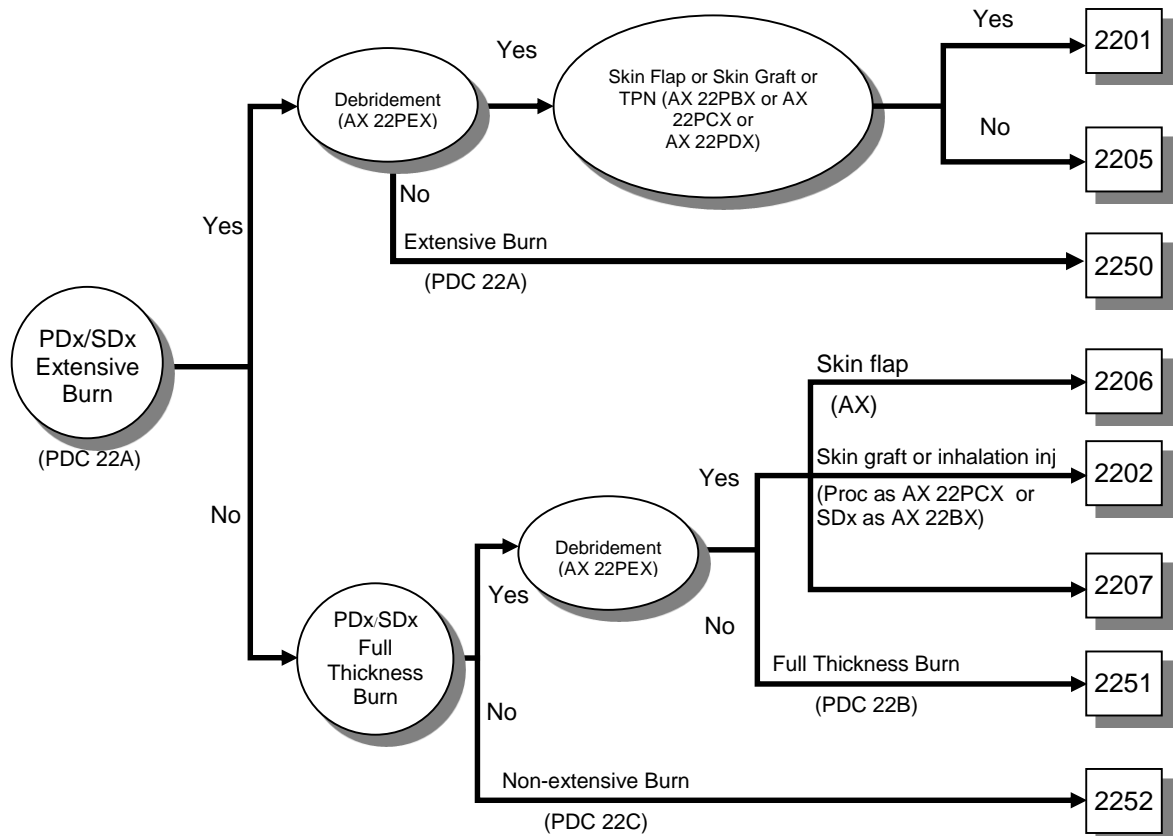 Yes
2201
Yes
Debridement
(AX 22PEX)
Skin Flap or Skin Graft or
TPN (AX 22PBX or AX
22PCX or
AX 22PDX)
No
2205
No
Yes
Extensive Burn
(PDC 22A)
2250
PDx/SDx
Extensive
Burn
(PDC 22A)
Skin flap
(AX)
2206
Yes
Skin graft or inhalation inj
(Proc as AX 22PCX or
SDx as AX 22BX)
2202
No
Debridement
(AX 22PEX)
Yes
2207
No
PDx/SDx
Full
Thickness
Burn
Full Thickness Burn
(PDC 22B)
2251
No
Non-extensive Burn
(PDC 22C)
2252